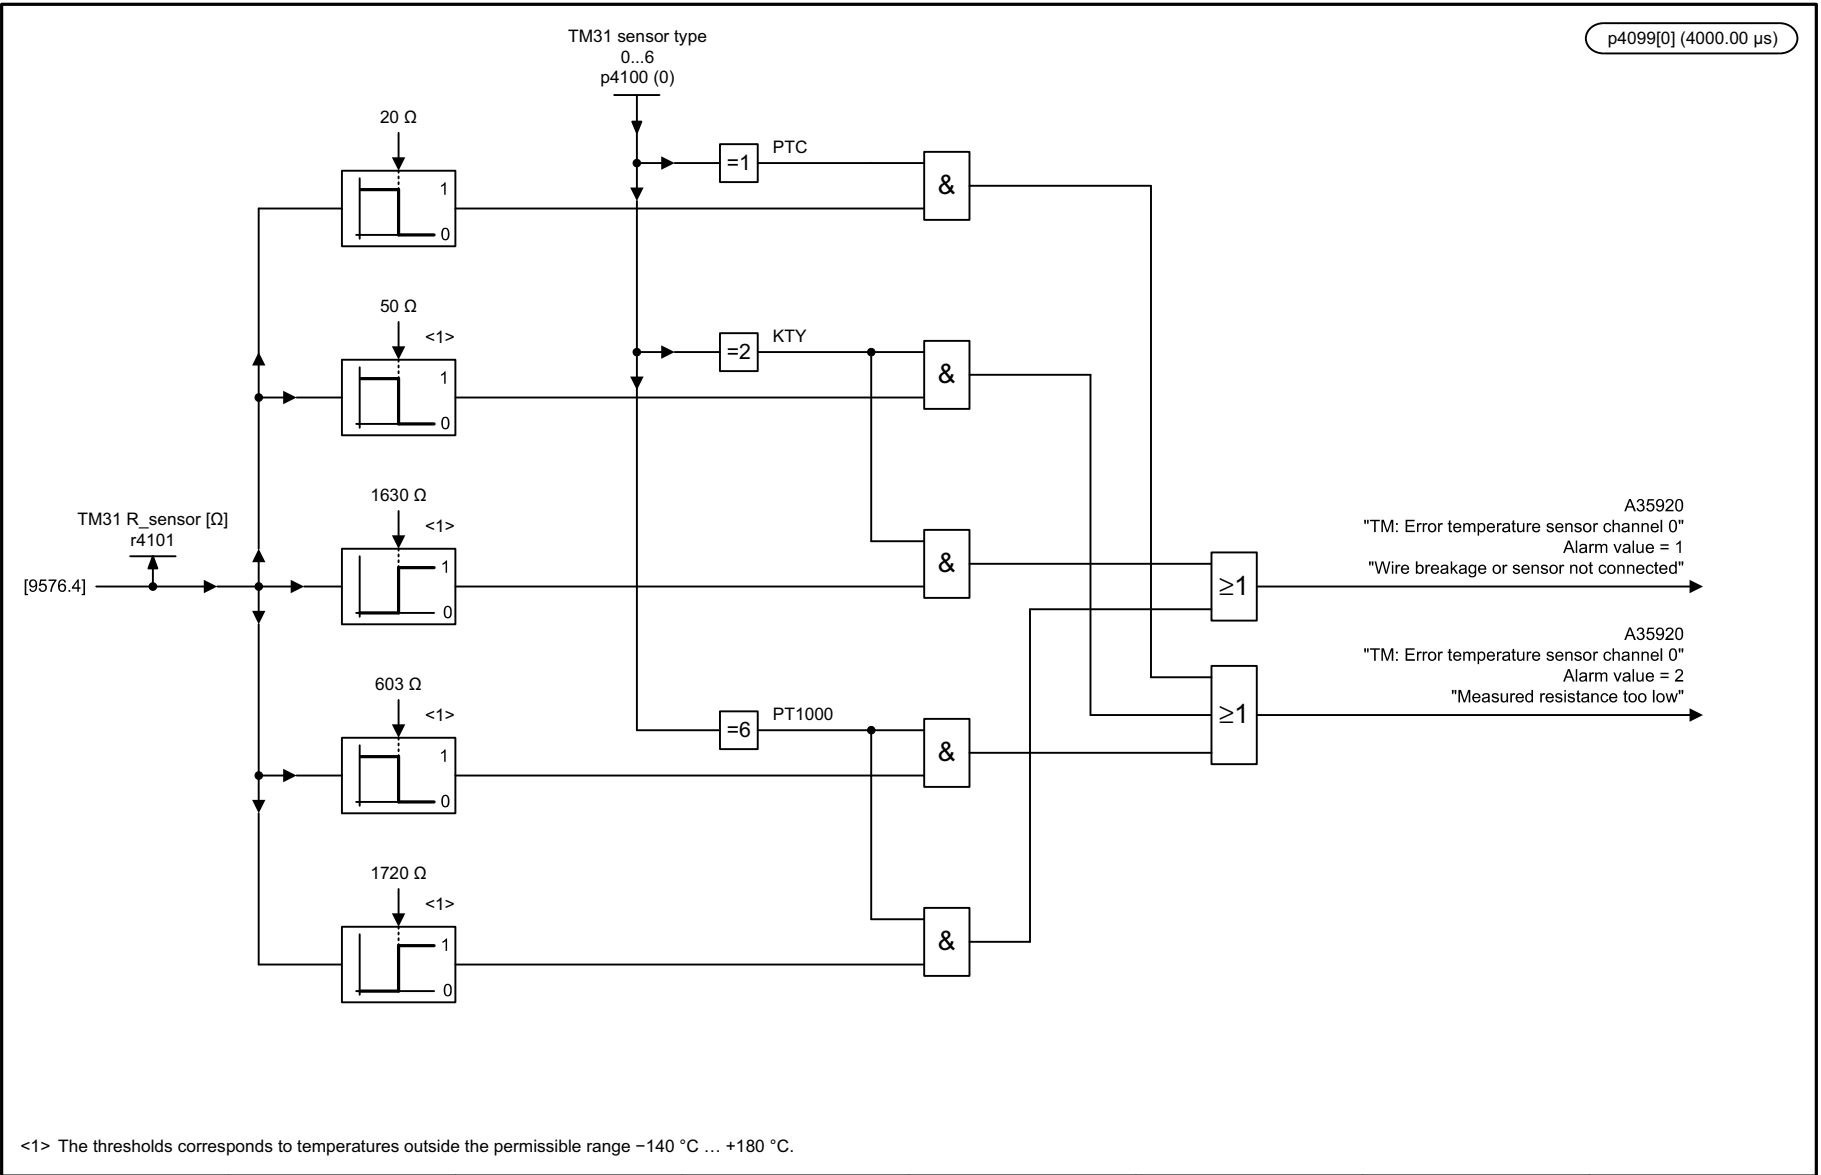 TM31 sensor type
0...6
p4100 (0)
p4099[0] (4000.00 µs)
20 Ω
1
0
=1
PTC
&
50 Ω
<1>
1
0
=2
KTY
&
1630 Ω
<1>
1
0
&
TM31 R_sensor [Ω]
r4101
[9576.4]
≥1
A35920
"TM: Error temperature sensor channel 0"
Alarm value = 1
"Wire breakage or sensor not connected"
A35920
"TM: Error temperature sensor channel 0"
Alarm value = 2
"Measured resistance too low"
≥1
603 Ω
<1>
1
0
=6
PT1000
&
1720 Ω
<1>
1
0
&
<1> The thresholds corresponds to temperatures outside the permissible range −140 °C … +180 °C.